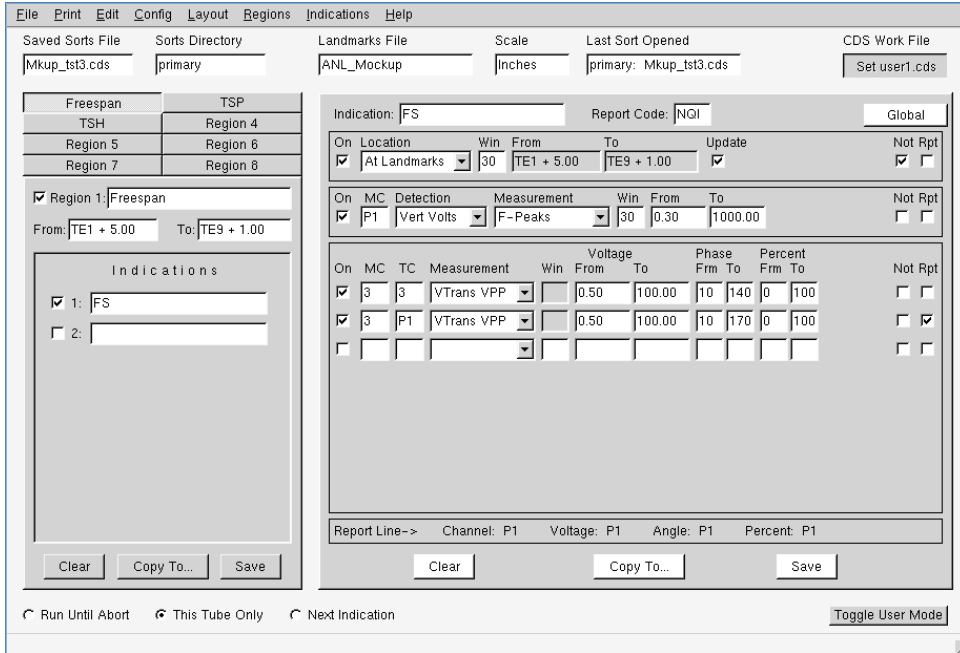 File Print Edit Config Layout Regions Indications Help
Saved Sorts File Sorts Directory Landmarks File Scale Last Sort Opened CDS Work File
Mkup_tst3.cds primary ANL_Mockup Inches primary: Mkup_tst3.cds Set user1.cds
Freespan TSP
TSH Region 4
Region 5 Region 6
Region 7 Region 8
Region 1: Freespan
From: TE1 + 5.00 To: TE9 + 1.00
Indications
1: FS
2:
Clear Copy To... Save
Indication: FS Report Code: NQI Global
On Location Win From To Update Not Rpt
At Landmarks 30 TE1 + 5.00 TE9 + 1.00
On MC Detection Measurement Win From To Not Rpt
P1 Vert Volts F-Peaks 30 0.30 1000.00
Voltage Phase Percent
On MC TC Measurement Win From To Frm To Frm To Not Rpt
3 3 VTrans VPP 0.50 100.00 10 140 0 100
3 P1 VTrans VPP 0.50 100.00 10 170 0 100
Report Line-> Channel: P1 Voltage: P1 Angle: P1 Percent: P1
Clear Copy To... Save
Run Until Abort This Tube Only Next Indication Toggle User Mode